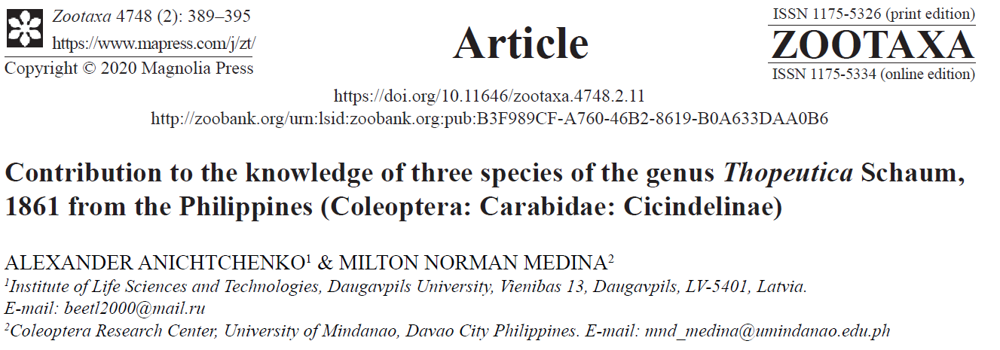 Zootaxa 4748 (2): 389–395
https://www.mapress.com/j/zt/
Copyright © 2020 Magnolia Press
Article
ISSN 1175-5326 (print edition)
ZOOTAXA
ISSN 1175-5334 (online edition)
https://doi.org/10.11646/zootaxa.4748.2.11
http://zoobank.org/urn:lsid:zoobank.org:pub:B3F989CF-A760-46B2-8619-B0A633DAA0B6
Contribution to the knowledge of three species of the genus Thopeutica Schaum,
1861 from the Philippines (Coleoptera: Carabidae: Cicindelinae)
ALEXANDER ANICHTCHENKO¹ & MILTON NORMAN MEDINA²
¹Institute of Life Sciences and Technologies, Daugavpils University, Vienibas 13, Daugavpils, LV-5401, Latvia.
E-mail: beetl2000@mail.ru
²Coleoptera Research Center, University of Mindanao, Davao City Philippines. E-mail: mnd_medina@umindanao.edu.ph